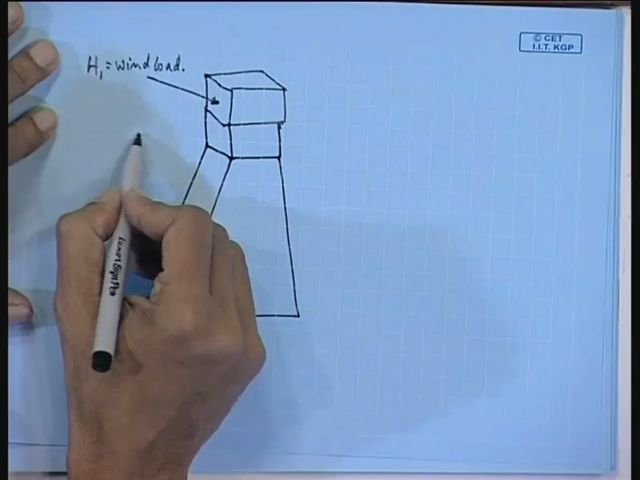 © CET
I.I.T. KGP
H₁ = wind load.